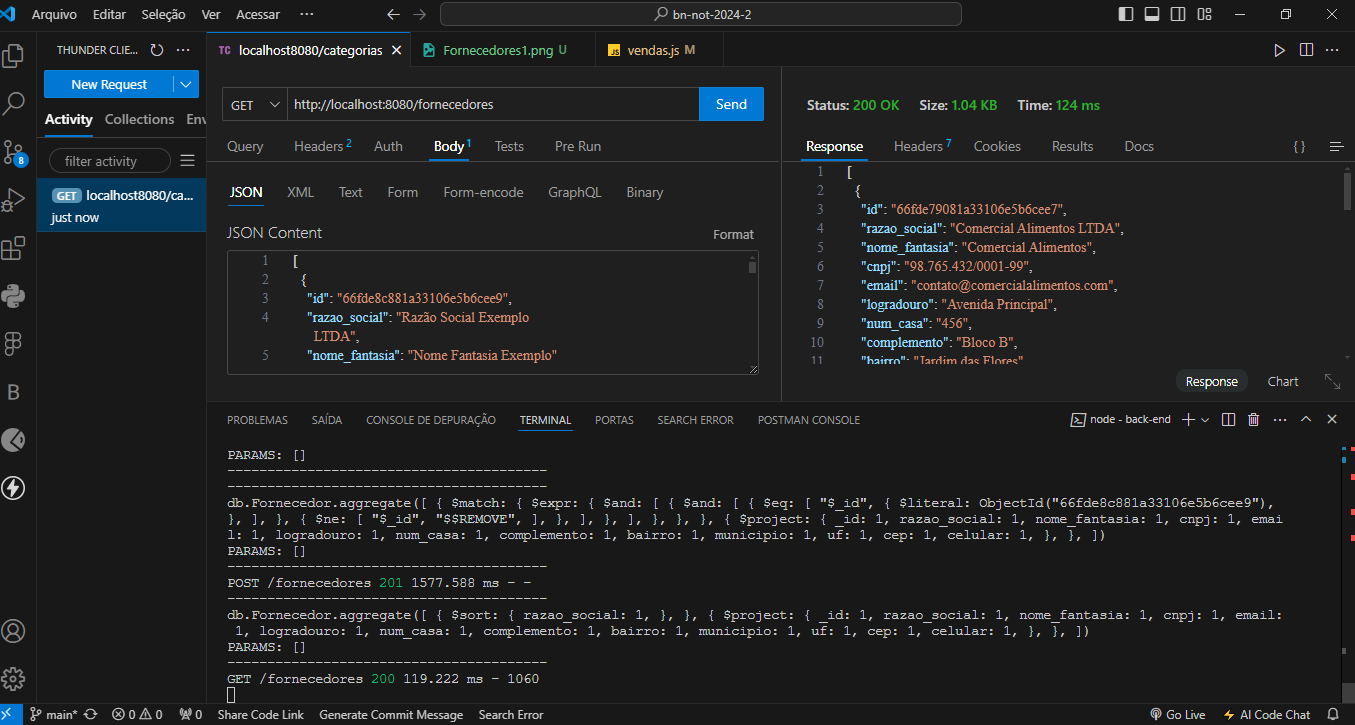 Arquivo Editar Seleção Ver Acessar ··· bn-not-2024-2
THUNDER CLIE... ··· TC localhost8080/categorias Fornecedores1.png U JS vendas.js M ···
New Request
Activity Collections Env
filter activity
GET localhost8080/ca...
just now
8
B
GET http://localhost:8080/fornecedores Send
Query Headers 2 Auth Body 1 Tests Pre Run
JSON XML Text Form Form-encode GraphQL Binary
JSON Content Format
1 [
2 {
3 "id": "66fde8c881a33106e5b6cee9",
4 "razao_social": "Razão Social Exemplo
LTDA",
5 "nome_fantasia": "Nome Fantasia Exemplo"
Status: 200 OK Size: 1.04 KB Time: 124 ms
Response Headers 7 Cookies Results Docs {}
1 [
2 {
3 "id": "66fde79081a33106e5b6cee7",
4 "razao_social": "Comercial Alimentos LTDA",
5 "nome_fantasia": "Comercial Alimentos",
6 "cnpj": "98.765.432/0001-99",
7 "email": "contato@comercialalimentos.com",
8 "logradouro": "Avenida Principal",
9 "num_casa": "456",
10 "complemento": "Bloco B",
11 "bairro": "Jardim das Flores"
Response Chart
PROBLEMAS SAÍDA CONSOLE DE DEPURAÇÃO TERMINAL PORTAS SEARCH ERROR POSTMAN CONSOLE node - back-end ···
PARAMS: []
----------------------------------------
----------------------------------------
db.Fornecedor.aggregate([ { $match: { $expr: { $and: [ { $and: [ { $eq: [ "$_id", { $literal: ObjectId("66fde8c881a33106e5b6cee9"),
}, ], }, { $ne: [ "$_id", "$$REMOVE", ], }, ], }, ], }, }, }, { $project: { _id: 1, razao_social: 1, nome_fantasia: 1, cnpj: 1, emai
l: 1, logradouro: 1, num_casa: 1, complemento: 1, bairro: 1, municipio: 1, uf: 1, cep: 1, celular: 1, }, }, ])
PARAMS: []
----------------------------------------
POST /fornecedores 201 1577.588 ms - -
----------------------------------------
db.Fornecedor.aggregate([ { $sort: { razao_social: 1, }, }, { $project: { _id: 1, razao_social: 1, nome_fantasia: 1, cnpj: 1, email:
1, logradouro: 1, num_casa: 1, complemento: 1, bairro: 1, municipio: 1, uf: 1, cep: 1, celular: 1, }, }, ])
PARAMS: []
----------------------------------------
GET /fornecedores 200 119.222 ms - 1060
main* 0 0 0 Share Code Link Generate Commit Message Search Error Go Live AI Code Chat